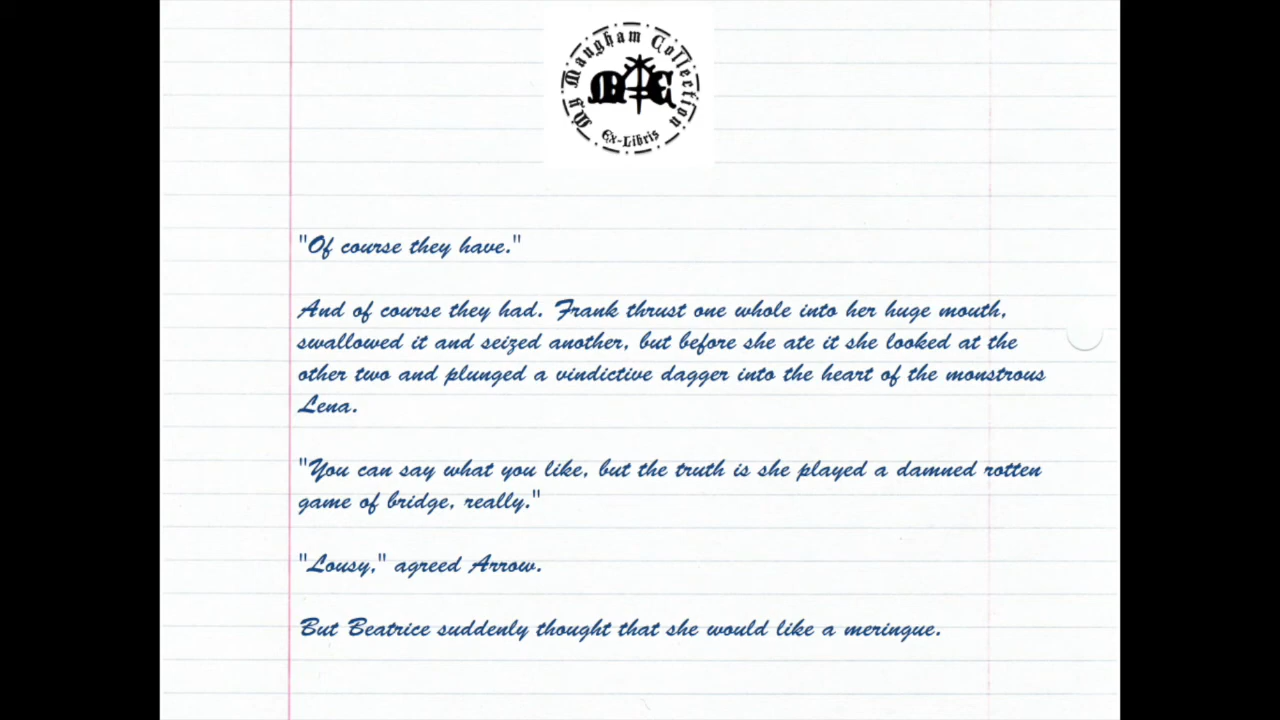 My Maugham Collection
MC
Ex-Libris
"Of course they have."
And of course they had. Frank thrust one whole into her huge mouth,
swallowed it and seized another, but before she ate it she looked at the
other two and plunged a vindictive dagger into the heart of the monstrous
Lena.
"You can say what you like, but the truth is she played a damned rotten
game of bridge, really."
"Lousy," agreed Arrow.
But Beatrice suddenly thought that she would like a meringue.